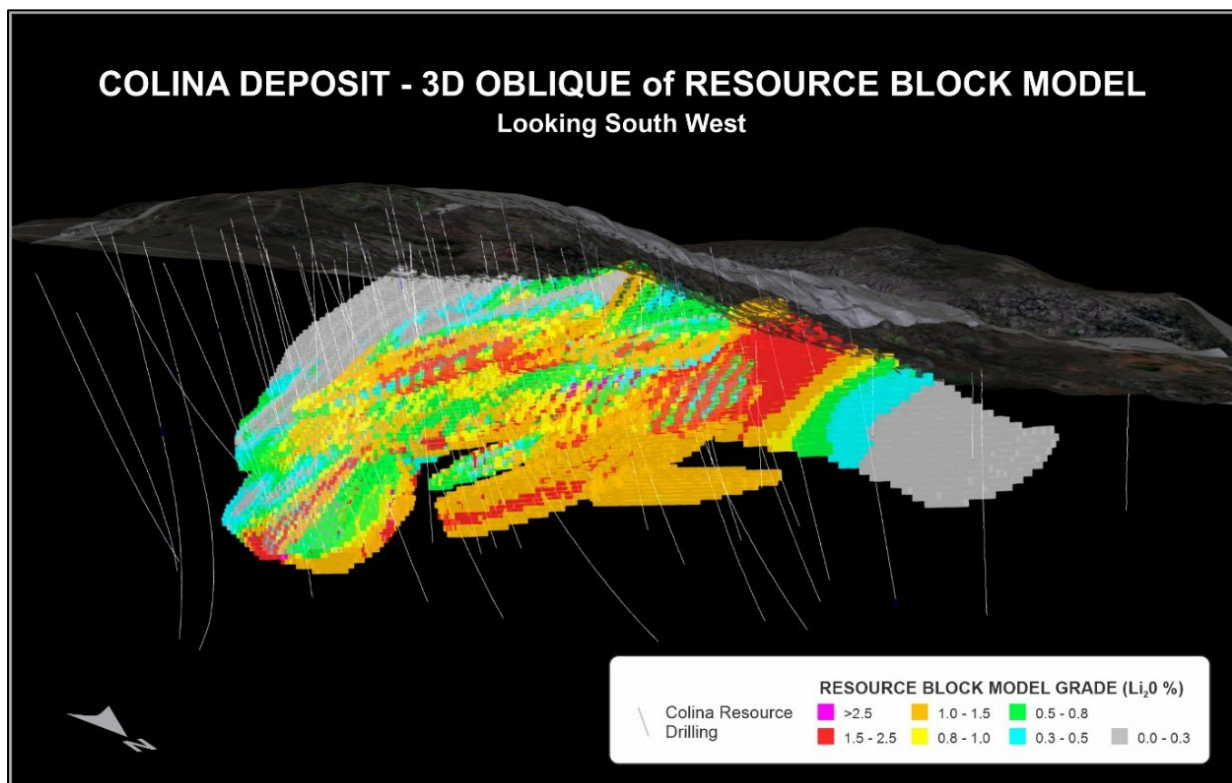 COLINA DEPOSIT - 3D OBLIQUE of RESOURCE BLOCK MODEL
Looking South West
RESOURCE BLOCK MODEL GRADE (Li₂0 %)
Colina Resource
Drilling
>2.5
1.0 - 1.5
0.5 - 0.8
1.5 - 2.5
0.8 - 1.0
0.3 - 0.5
0.0 - 0.3
N